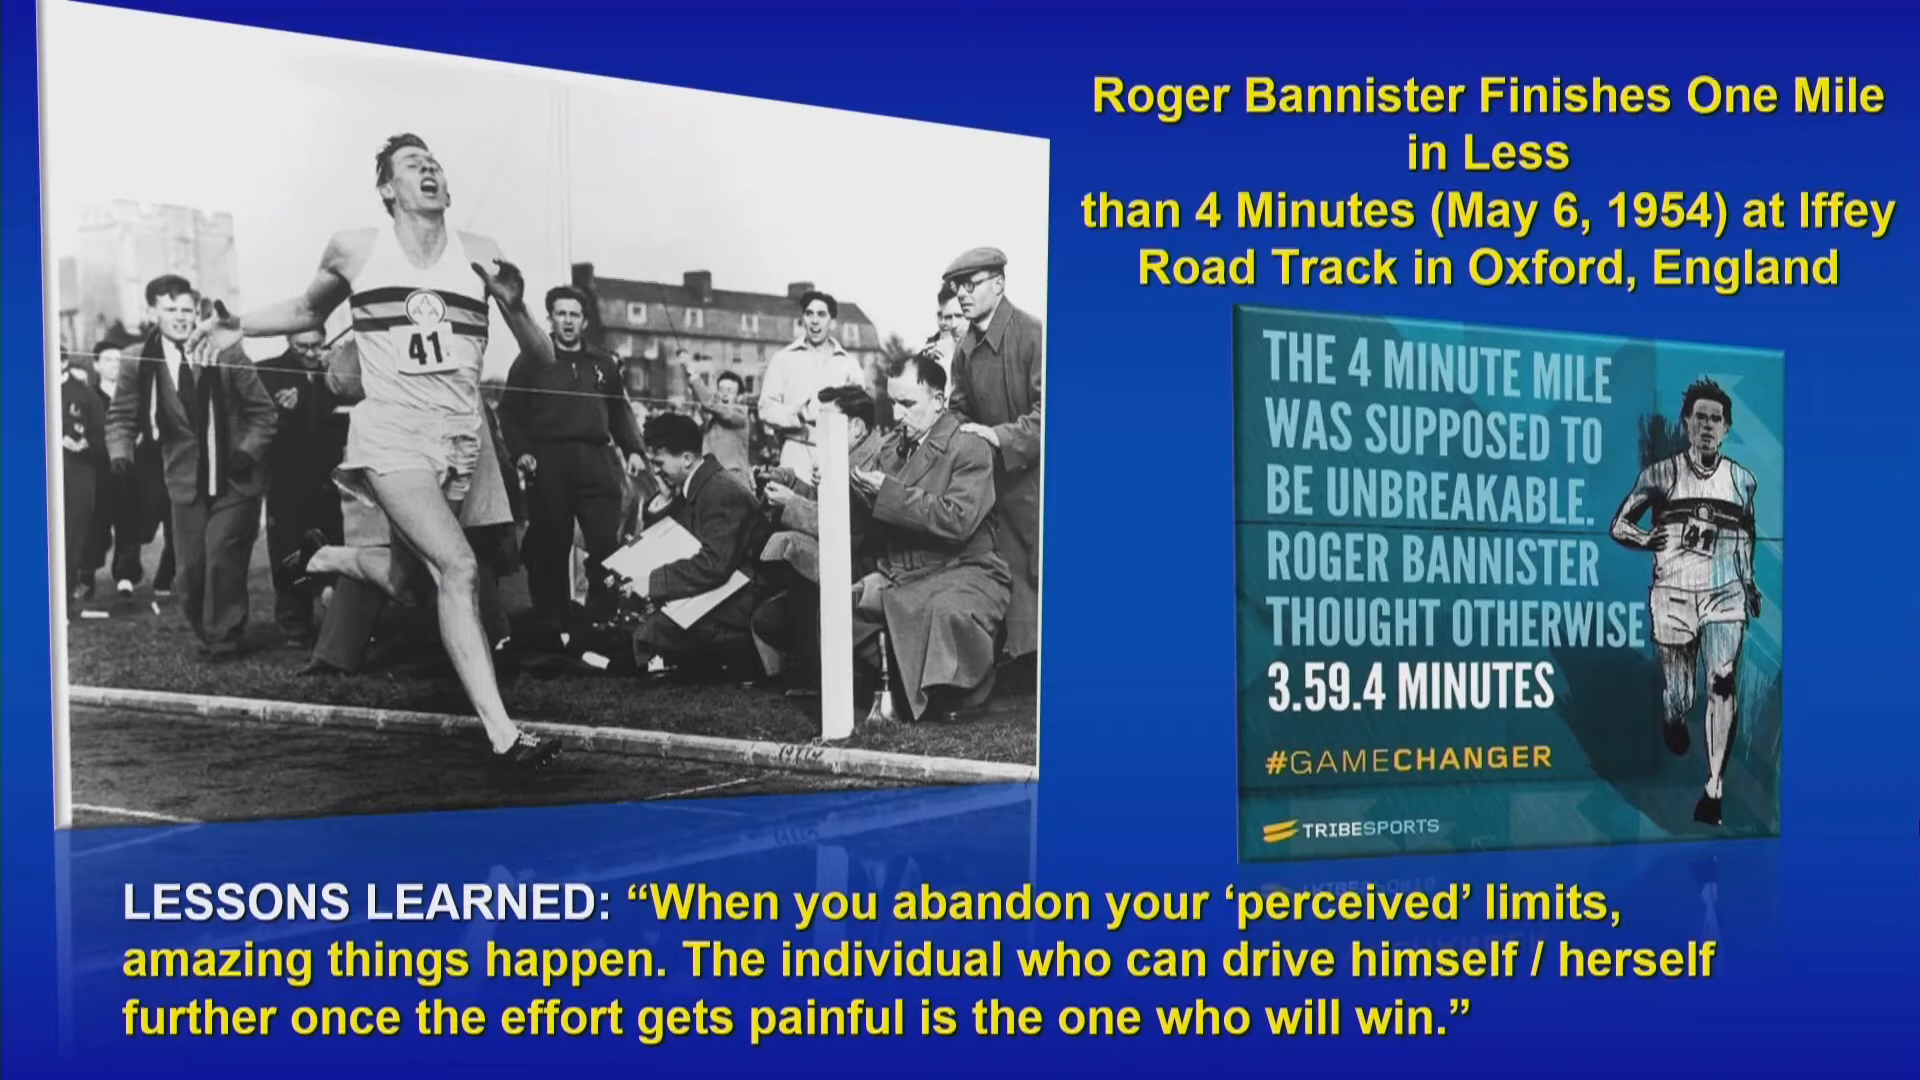 Roger Bannister Finishes One Mile
in Less
than 4 Minutes (May 6, 1954) at Iffey
Road Track in Oxford, England
41
THE 4 MINUTE MILE
WAS SUPPOSED TO
BE UNBREAKABLE.
ROGER BANNISTER
THOUGHT OTHERWISE
3.59.4 MINUTES
#GAMECHANGER
TRIBESPORTS
41
LESSONS LEARNED: “When you abandon your ‘perceived’ limits,
amazing things happen. The individual who can drive himself / herself
further once the effort gets painful is the one who will win.”